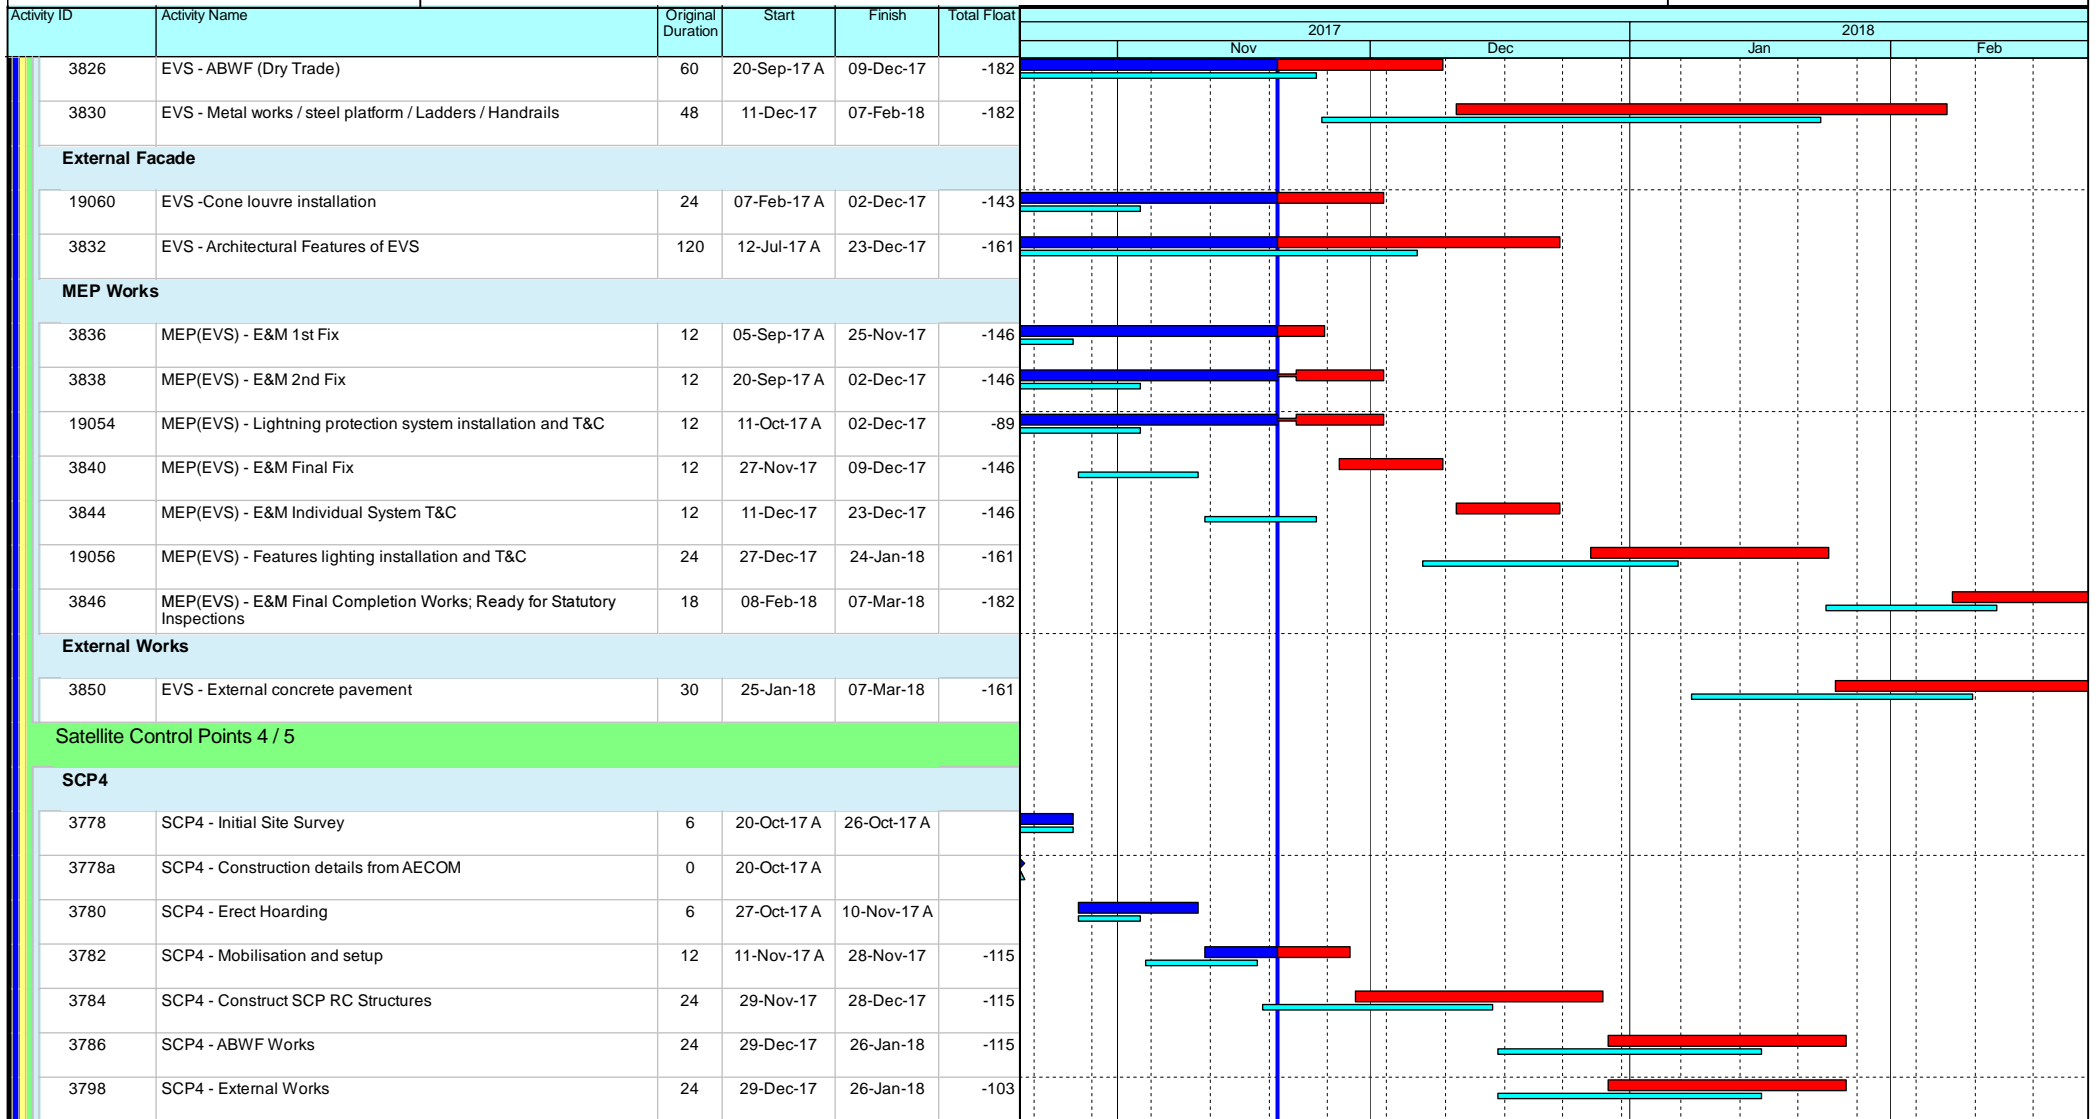 Activity ID Activity Name Original Duration Start Finish Total Float
2017 2018
Nov Dec Jan Feb
3826 EVS - ABWF (Dry Trade) 60 20-Sep-17 A 09-Dec-17 -182
3830 EVS - Metal works / steel platform / Ladders / Handrails 48 11-Dec-17 07-Feb-18 -182
External Facade
19060 EVS -Cone louvre installation 24 07-Feb-17 A 02-Dec-17 -143
3832 EVS - Architectural Features of EVS 120 12-Jul-17 A 23-Dec-17 -161
MEP Works
3836 MEP(EVS) - E&M 1st Fix 12 05-Sep-17 A 25-Nov-17 -146
3838 MEP(EVS) - E&M 2nd Fix 12 20-Sep-17 A 02-Dec-17 -146
19054 MEP(EVS) - Lightning protection system installation and T&C 12 11-Oct-17 A 02-Dec-17 -89
3840 MEP(EVS) - E&M Final Fix 12 27-Nov-17 09-Dec-17 -146
3844 MEP(EVS) - E&M Individual System T&C 12 11-Dec-17 23-Dec-17 -146
19056 MEP(EVS) - Features lighting installation and T&C 24 27-Dec-17 24-Jan-18 -161
3846 MEP(EVS) - E&M Final Completion Works; Ready for Statutory 18 08-Feb-18 07-Mar-18 -182
Inspections
External Works
3850 EVS - External concrete pavement 30 25-Jan-18 07-Mar-18 -161
Satellite Control Points 4 / 5
SCP4
3778 SCP4 - Initial Site Survey 6 20-Oct-17 A 26-Oct-17 A
3778a SCP4 - Construction details from AECOM 0 20-Oct-17 A
3780 SCP4 - Erect Hoarding 6 27-Oct-17 A 10-Nov-17 A
3782 SCP4 - Mobilisation and setup 12 11-Nov-17 A 28-Nov-17 -115
3784 SCP4 - Construct SCP RC Structures 24 29-Nov-17 28-Dec-17 -115
3786 SCP4 - ABWF Works 24 29-Dec-17 26-Jan-18 -115
3798 SCP4 - External Works 24 29-Dec-17 26-Jan-18 -103